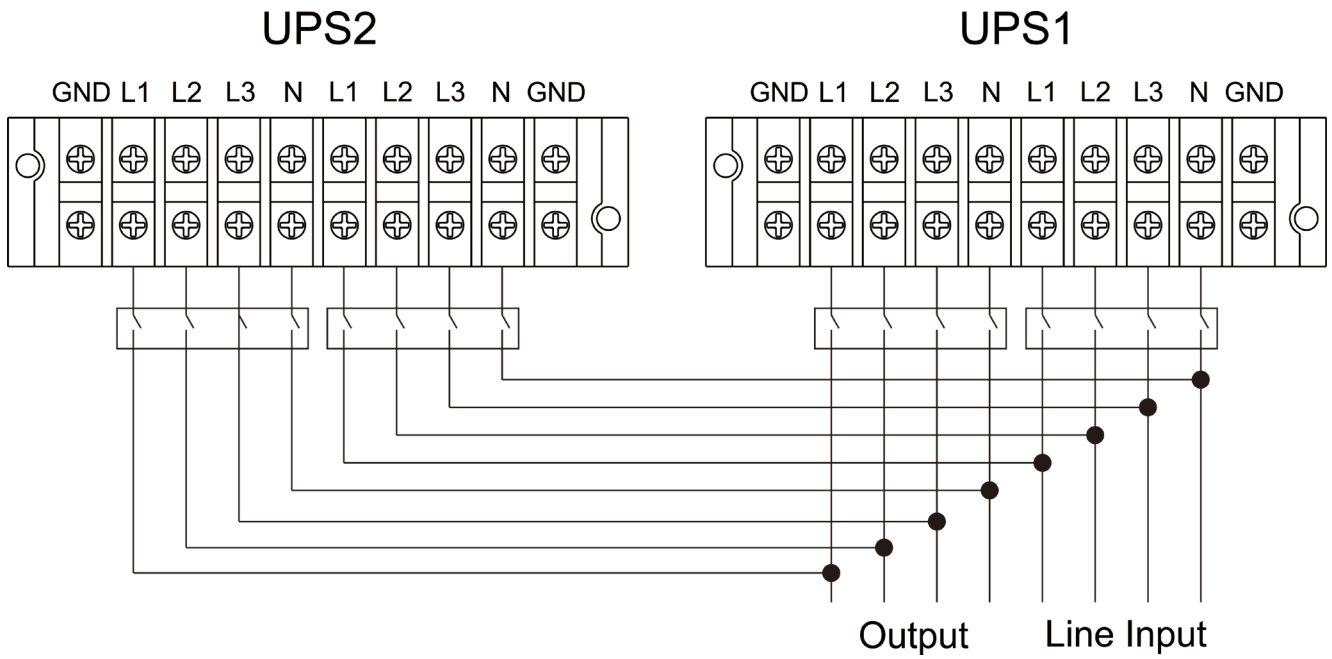 UPS2 UPS1
GND L1 L2 L3 N L1 L2 L3 N GND GND L1 L2 L3 N L1 L2 L3 N GND
Output Line Input